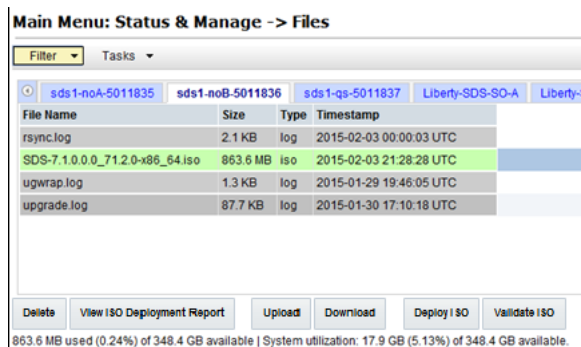 Main Menu: Status & Manage -> Files
Filter Tasks
sds1-noA-5011835 sds1-noB-5011836 sds1-qs-5011837 Liberty-SDS-SO-A Liberty-
File Name Size Type Timestamp
rsync.log 2.1 KB log 2015-02-03 00:00:03 UTC
SDS-7.1.0.0.0_71.2.0-x86_64.iso 863.6 MB iso 2015-02-03 21:28:28 UTC
ugwrap.log 1.3 KB log 2015-01-29 19:46:05 UTC
upgrade.log 87.7 KB log 2015-01-30 17:10:18 UTC
Delete View ISO Deployment Report Upload Download Deploy ISO Validate ISO
863.6 MB used (0.24%) of 348.4 GB available | System utilization: 17.9 GB (5.13%) of 348.4 GB available.